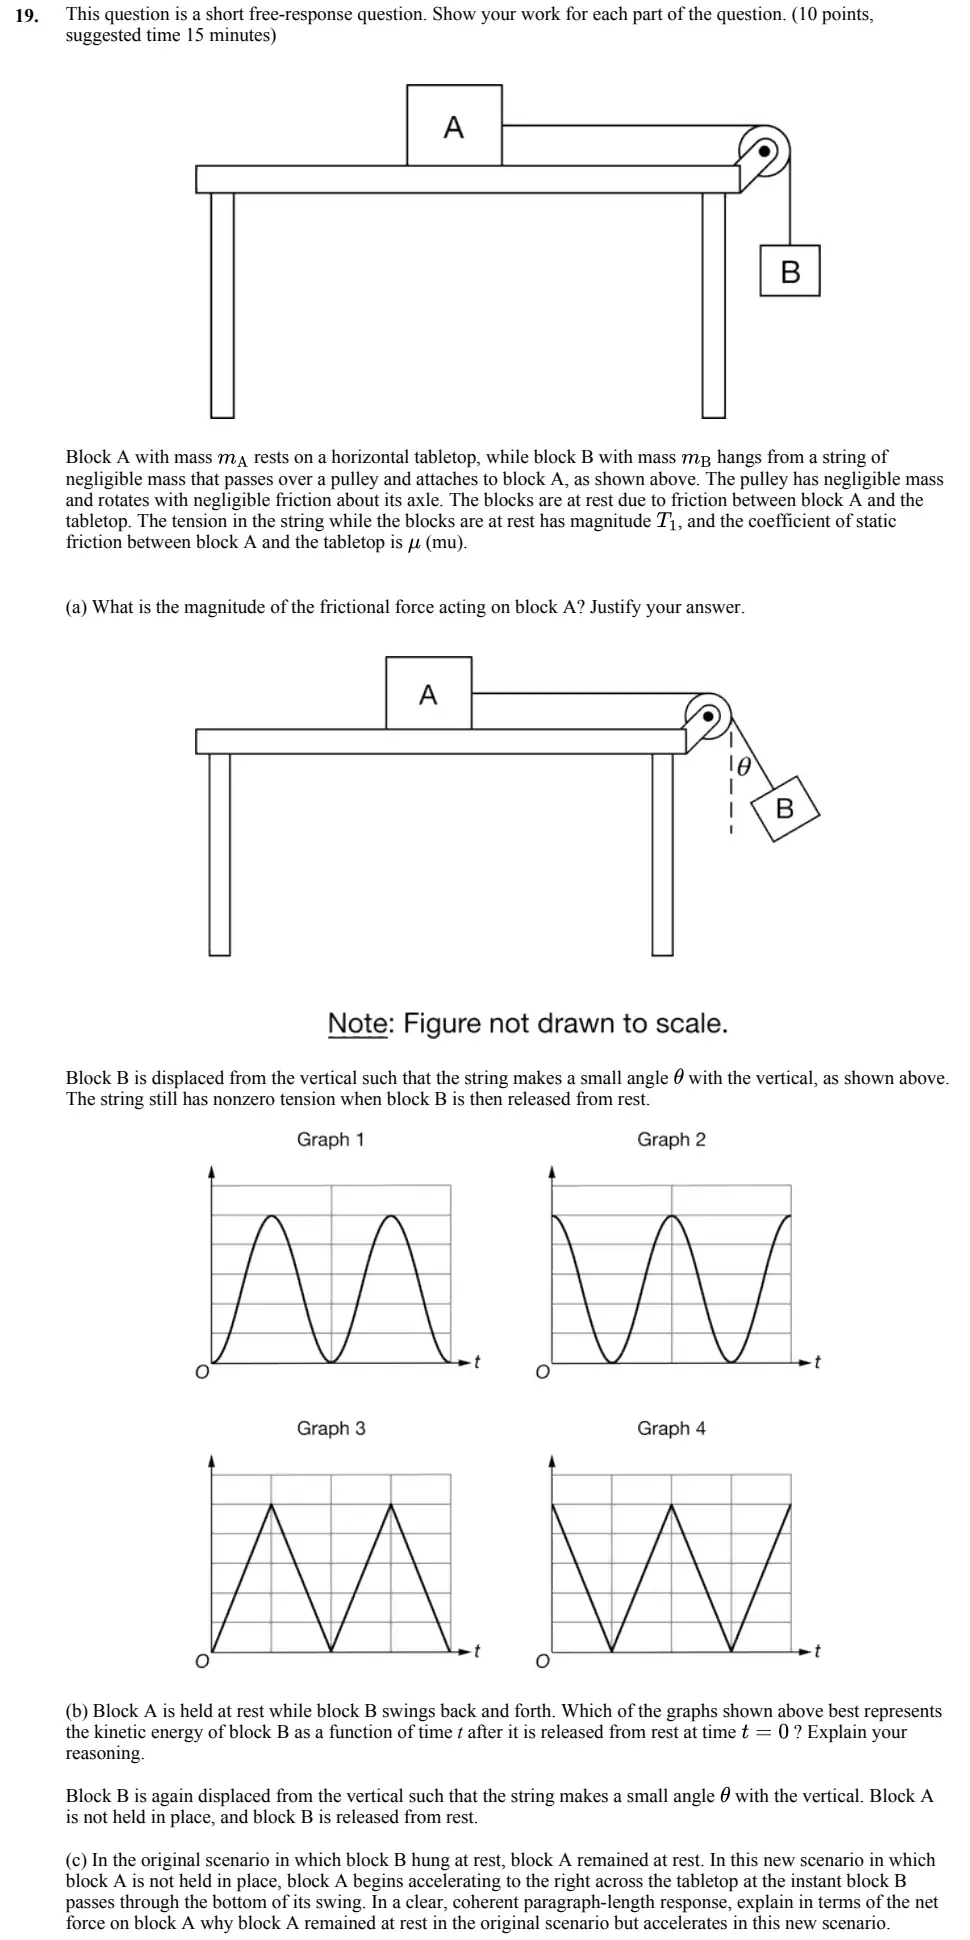 19. This question is a short free-response question. Show your work for each part of the question. (10 points,
suggested time 15 minutes)
A
B
Block A with mass m_A rests on a horizontal tabletop, while block B with mass m_B hangs from a string of
negligible mass that passes over a pulley and attaches to block A, as shown above. The pulley has negligible mass
and rotates with negligible friction about its axle. The blocks are at rest due to friction between block A and the
tabletop. The tension in the string while the blocks are at rest has magnitude T_1, and the coefficient of static
friction between block A and the tabletop is μ (mu).
(a) What is the magnitude of the frictional force acting on block A? Justify your answer.
A
θ
B
Note: Figure not drawn to scale.
Block B is displaced from the vertical such that the string makes a small angle θ with the vertical, as shown above.
The string still has nonzero tension when block B is then released from rest.
Graph 1 Graph 2
O t O t
Graph 3 Graph 4
O t O t
(b) Block A is held at rest while block B swings back and forth. Which of the graphs shown above best represents
the kinetic energy of block B as a function of time t after it is released from rest at time t = 0 ? Explain your
reasoning.
Block B is again displaced from the vertical such that the string makes a small angle θ with the vertical. Block A
is not held in place, and block B is released from rest.
(c) In the original scenario in which block B hung at rest, block A remained at rest. In this new scenario in which
block A is not held in place, block A begins accelerating to the right across the tabletop at the instant block B
passes through the bottom of its swing. In a clear, coherent paragraph-length response, explain in terms of the net
force on block A why block A remained at rest in the original scenario but accelerates in this new scenario.